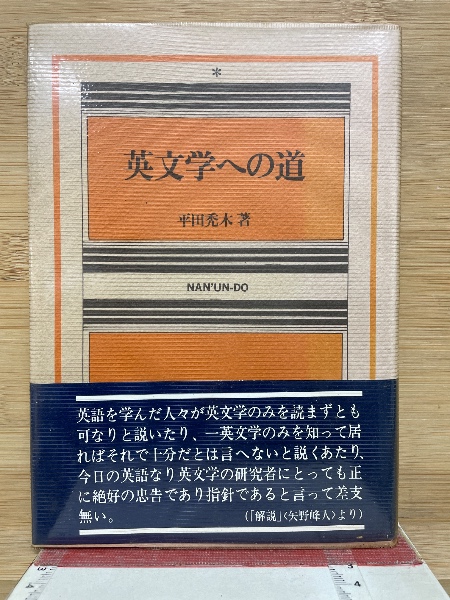 *
英文学への道
平田禿木 著
NAN'UN-DO
英語を学んだ人々が英文学のみを読まずとも
可なりと説いたり、一英文学のみを知って居
ればそれで十分だとは言へないと説くあたり、
今日の英語なり英文学の研究者にとっても正
に絶好の忠告であり指針であると言って差支
無い。
(「解説」〈矢野峰人〉より)
3
4